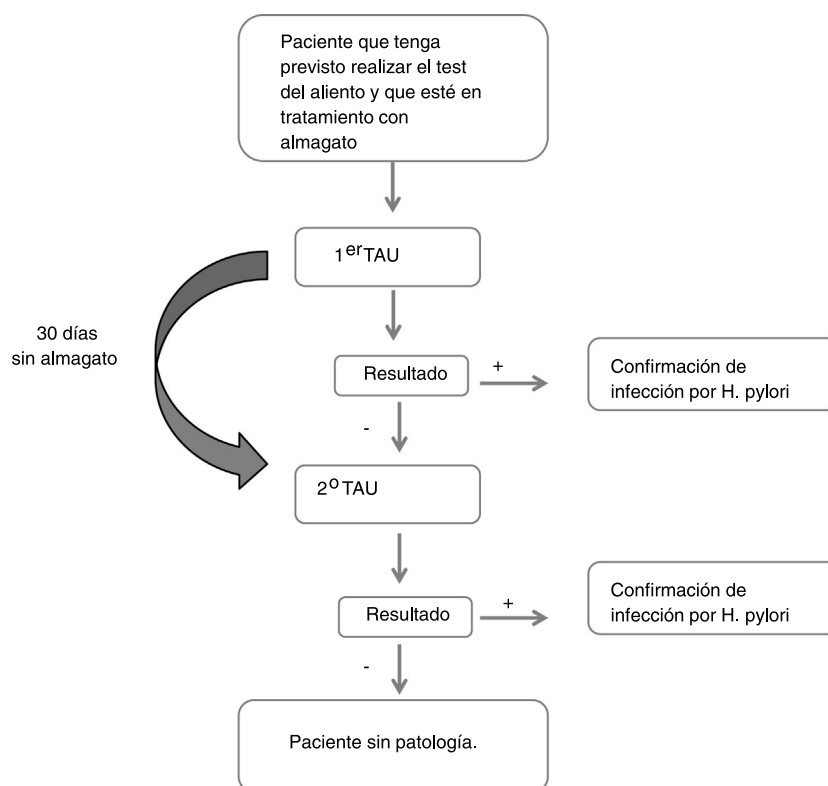 Paciente que tenga
previsto realizar el test
del aliento y que esté en
tratamiento con
almagato
1er TAU
30 días
sin almagato
Resultado
+
Confirmación de
infección por H. pylori
-
2º TAU
Resultado
+
Confirmación de
infección por H. pylori
-
Paciente sin patología.